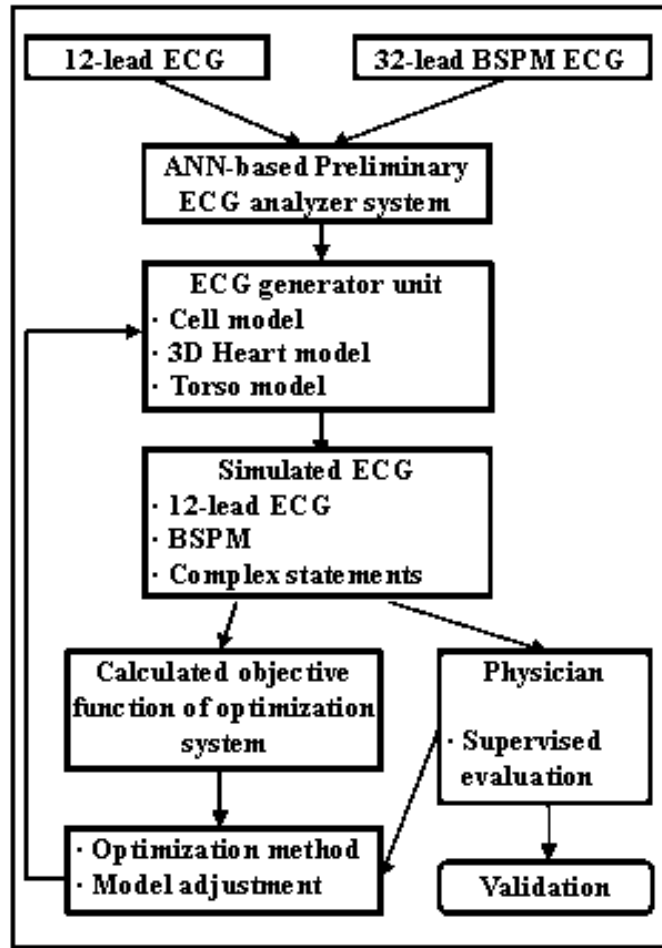 12-lead ECG
32-lead BSPM ECG
ANN-based Preliminary
ECG analyzer system
ECG generator unit
· Cell model
· 3D Heart model
· Torso model
Simulated ECG
· 12-lead ECG
· BSPM
· Complex statements
Calculated objective
function of optimization
system
Physician
· Supervised
evaluation
· Optimization method
· Model adjustment
Validation